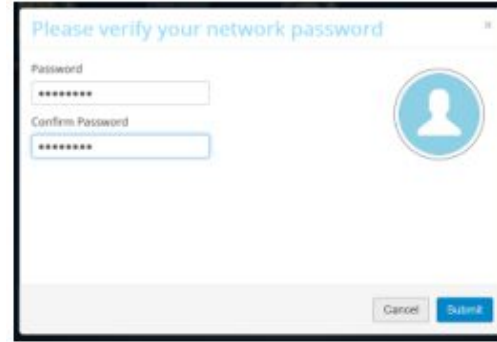 Please verify your network password
×
Password
••••••••
Confirm Password
••••••••
Cancel Submit